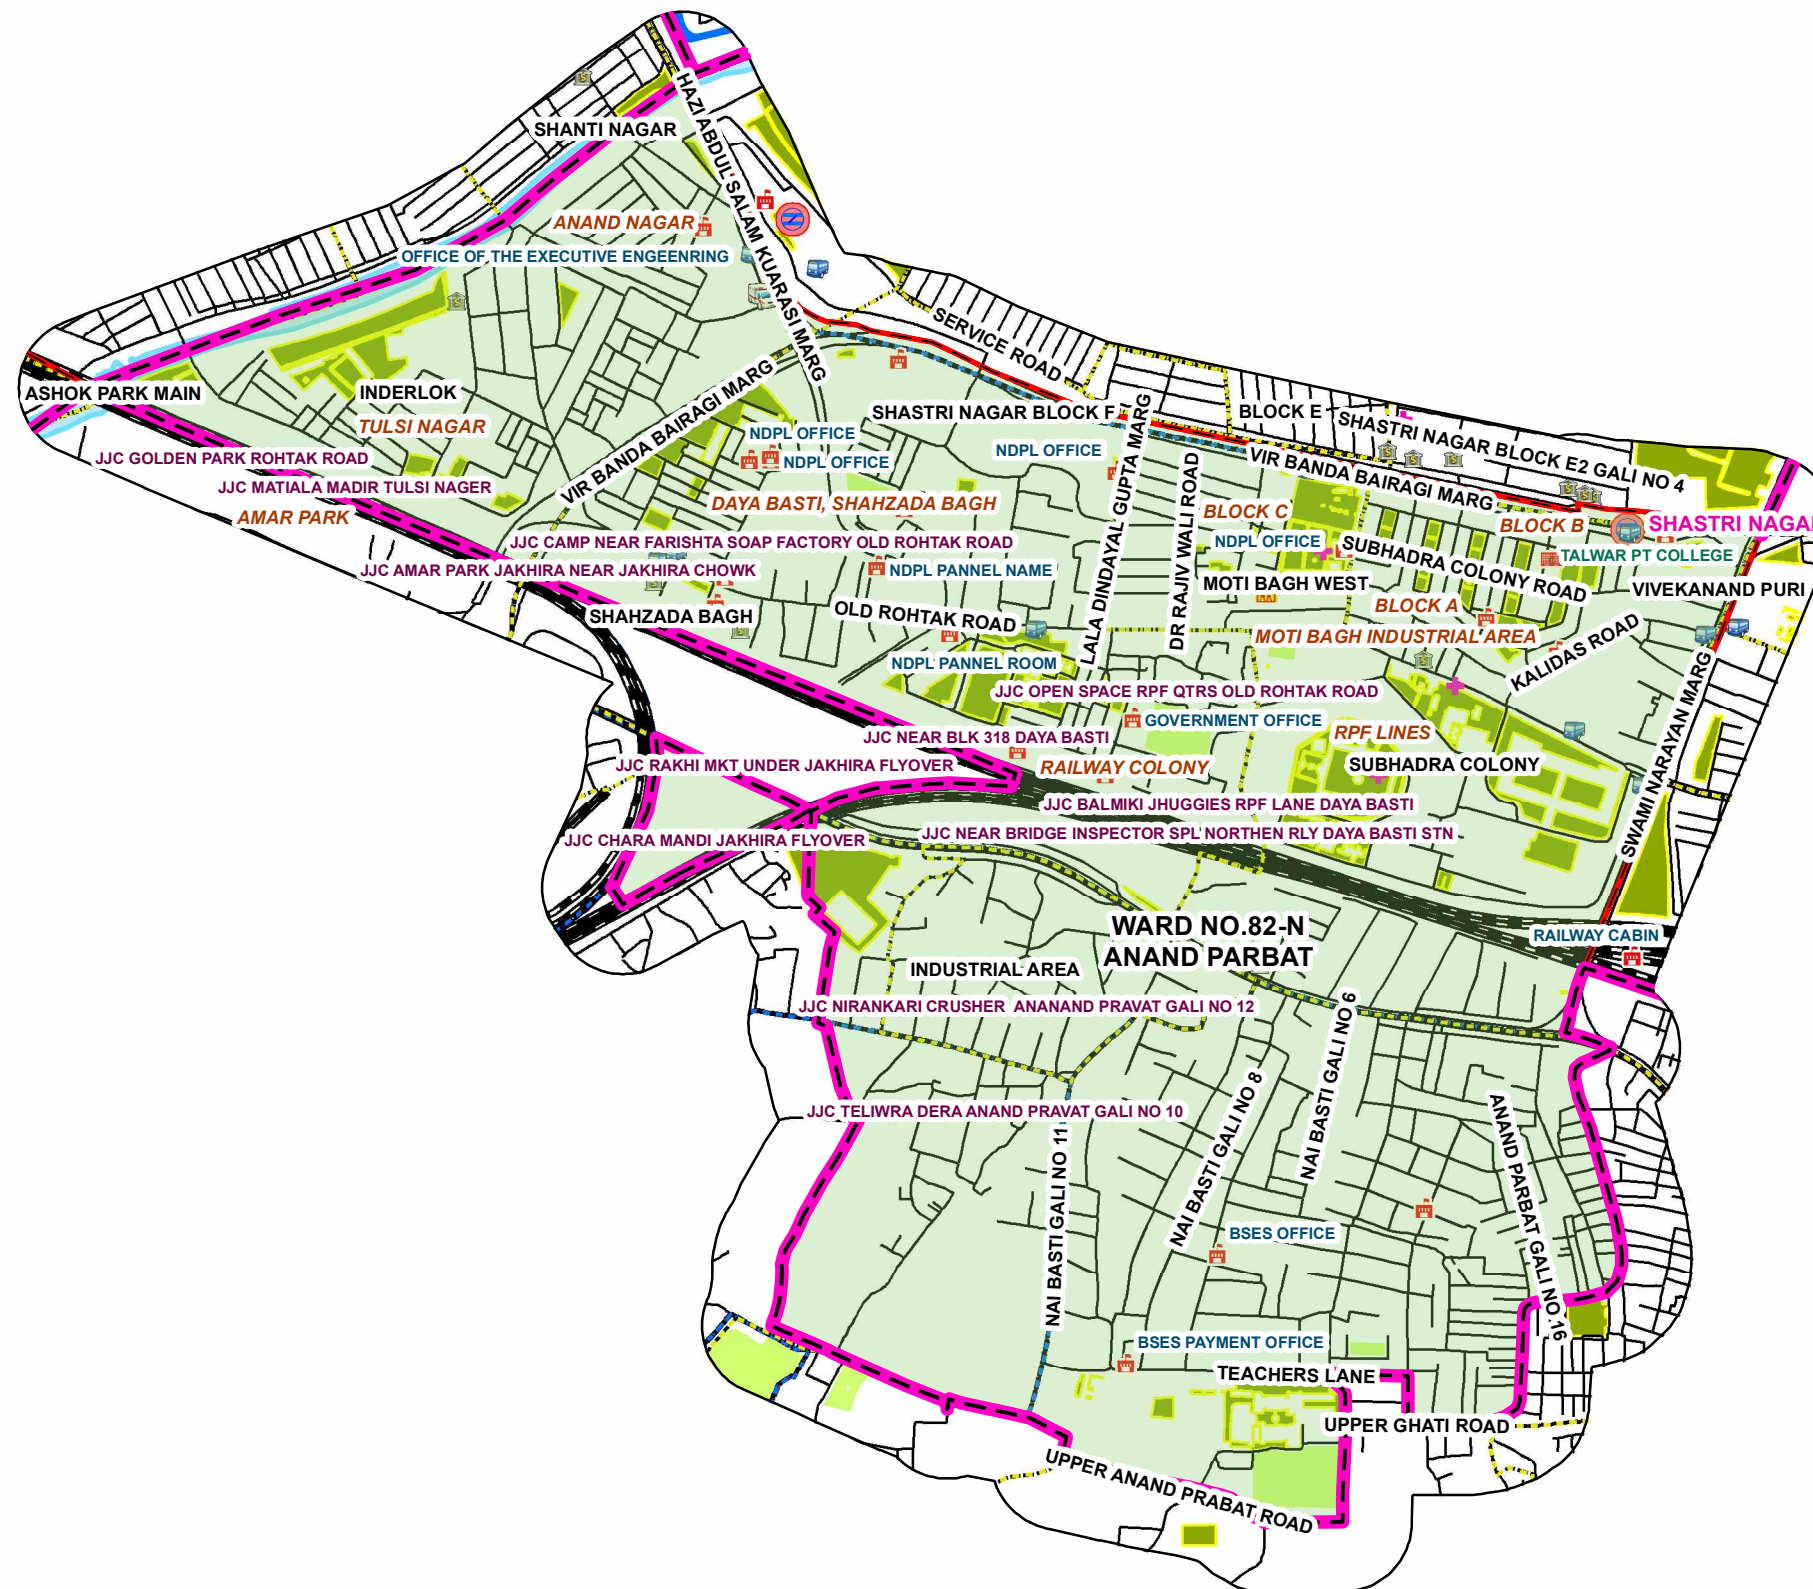 HAZI ABDUL SALAM KUARASI MARG
SHANTI NAGAR
ANAND NAGAR
OFFICE OF THE EXECUTIVE ENGEENRING
SERVICE ROAD
ASHOK PARK MAIN
INDERLOK
TULSI NAGAR
VIR BANDA BAIRAGI MARG
SHASTRI NAGAR BLOCK F
BLOCK E
SHASTRI NAGAR BLOCK E2 GALI NO 4
NDPL OFFICE
NDPL OFFICE
NDPL OFFICE
VIR BANDA BAIRAGI MARG
JJC GOLDEN PARK ROHTAK ROAD
JJC MATIALA MADIR TULSI NAGER
AMAR PARK
DAYA BASTI, SHAHZADA BAGH
LALA DINDAYAL GUPTA MARG
DR RAJIV WALI ROAD
BLOCK C
BLOCK B
SHASTRI NAGAR
JJC CAMP NEAR FARISHTA SOAP FACTORY OLD ROHTAK ROAD
NDPL OFFICE
SUBHADRA COLONY ROAD
TALWAR PT COLLEGE
JJC AMAR PARK JAKHIRA NEAR JAKHIRA CHOWK
NDPL PANNEL NAME
MOTI BAGH WEST
VIVEKANAND PURI
SHAHZADA BAGH
OLD ROHTAK ROAD
BLOCK A
MOTI BAGH INDUSTRIAL AREA
KALIDAS ROAD
NDPL PANNEL ROOM
JJC OPEN SPACE RPF QTRS OLD ROHTAK ROAD
GOVERNMENT OFFICE
SWAMI NARAYAN MARG
JJC NEAR BLK 318 DAYA BASTI
RPF LINES
JJC RAKHI MKT UNDER JAKHIRA FLYOVER
RAILWAY COLONY
SUBHADRA COLONY
JJC BALMIKI JHUGGIES RPF LANE DAYA BASTI
JJC CHARA MANDI JAKHIRA FLYOVER
JJC NEAR BRIDGE INSPECTOR SPL NORTHEN RLY DAYA BASTI STN
WARD NO.82-N
ANAND PARBAT
RAILWAY CABIN
INDUSTRIAL AREA
JJC NIRANKARI CRUSHER ANANAND PRAVAT GALI NO 12
NAI BASTI GALI NO 6
NAI BASTI GALI NO 8
JJC TELIWRA DERA ANAND PRAVAT GALI NO 10
NAI BASTI GALI NO 11
ANAND PARBAT GALI NO.16
BSES OFFICE
BSES PAYMENT OFFICE
TEACHERS LANE
UPPER GHATI ROAD
UPPER ANAND PRABAT ROAD